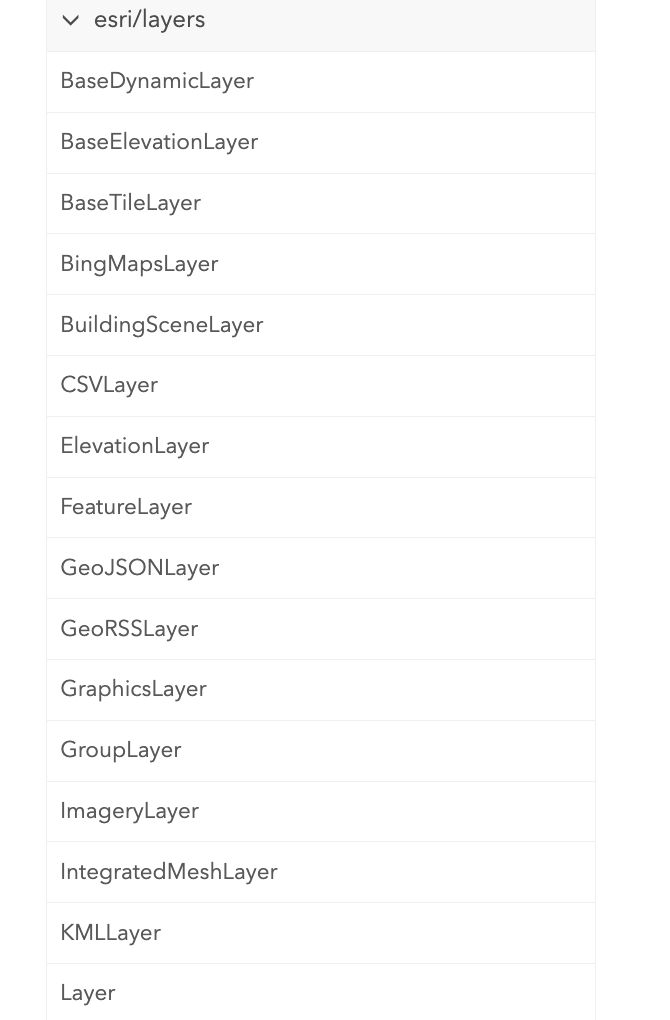 esri/layers
BaseDynamicLayer
BaseElevationLayer
BaseTileLayer
BingMapsLayer
BuildingSceneLayer
CSVLayer
ElevationLayer
FeatureLayer
GeoJSONLayer
GeoRSSLayer
GraphicsLayer
GroupLayer
ImageryLayer
IntegratedMeshLayer
KMLLayer
Layer